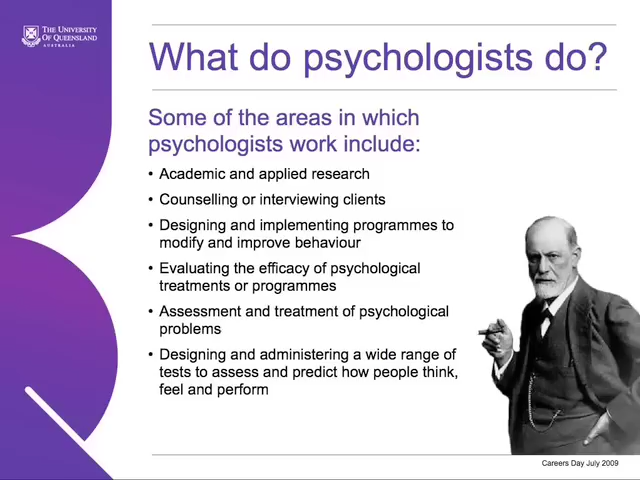 THE UNIVERSITY
OF QUEENSLAND
AUSTRALIA
What do psychologists do?
Some of the areas in which
psychologists work include:
• Academic and applied research
• Counselling or interviewing clients
• Designing and implementing programmes to
modify and improve behaviour
• Evaluating the efficacy of psychological
treatments or programmes
• Assessment and treatment of psychological
problems
• Designing and administering a wide range of
tests to assess and predict how people think,
feel and perform
Careers Day July 2009